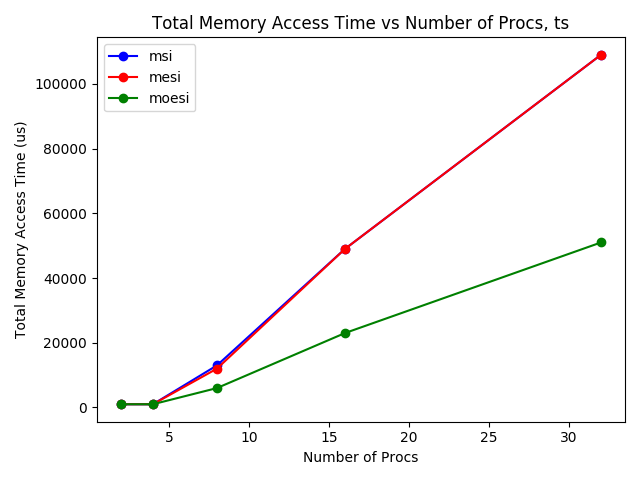 Total Memory Access Time vs Number of Procs, ts
msi
mesi
moesi
Total Memory Access Time (us)
100000
80000
60000
40000
20000
0
5 10 15 20 25 30
Number of Procs